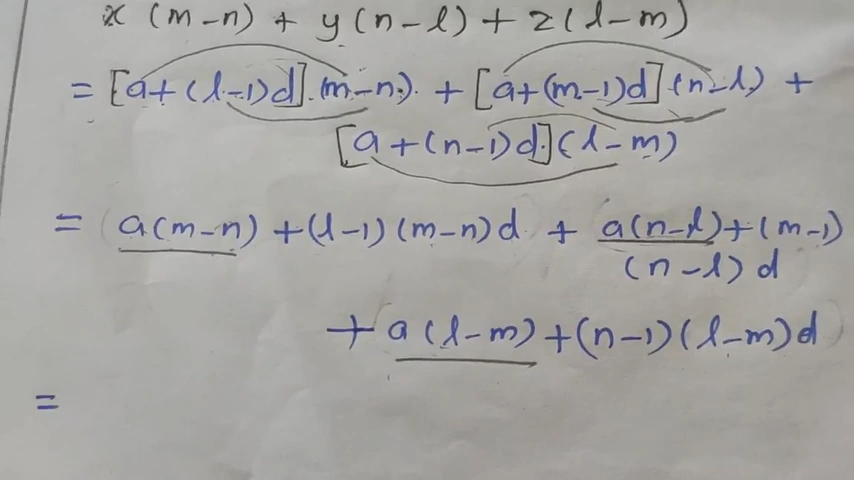 x (m-n) + y (n-l) + z (l-m)
= [a+(l-1)d].(m-n). + [a+(m-1)d](n-l) +
[a+(n-1)d](l-m)
= a(m-n) + (l-1)(m-n)d + a(n-l)+(m-1)
(n-l) d
+ a(l-m) + (n-1)(l-m)d
=